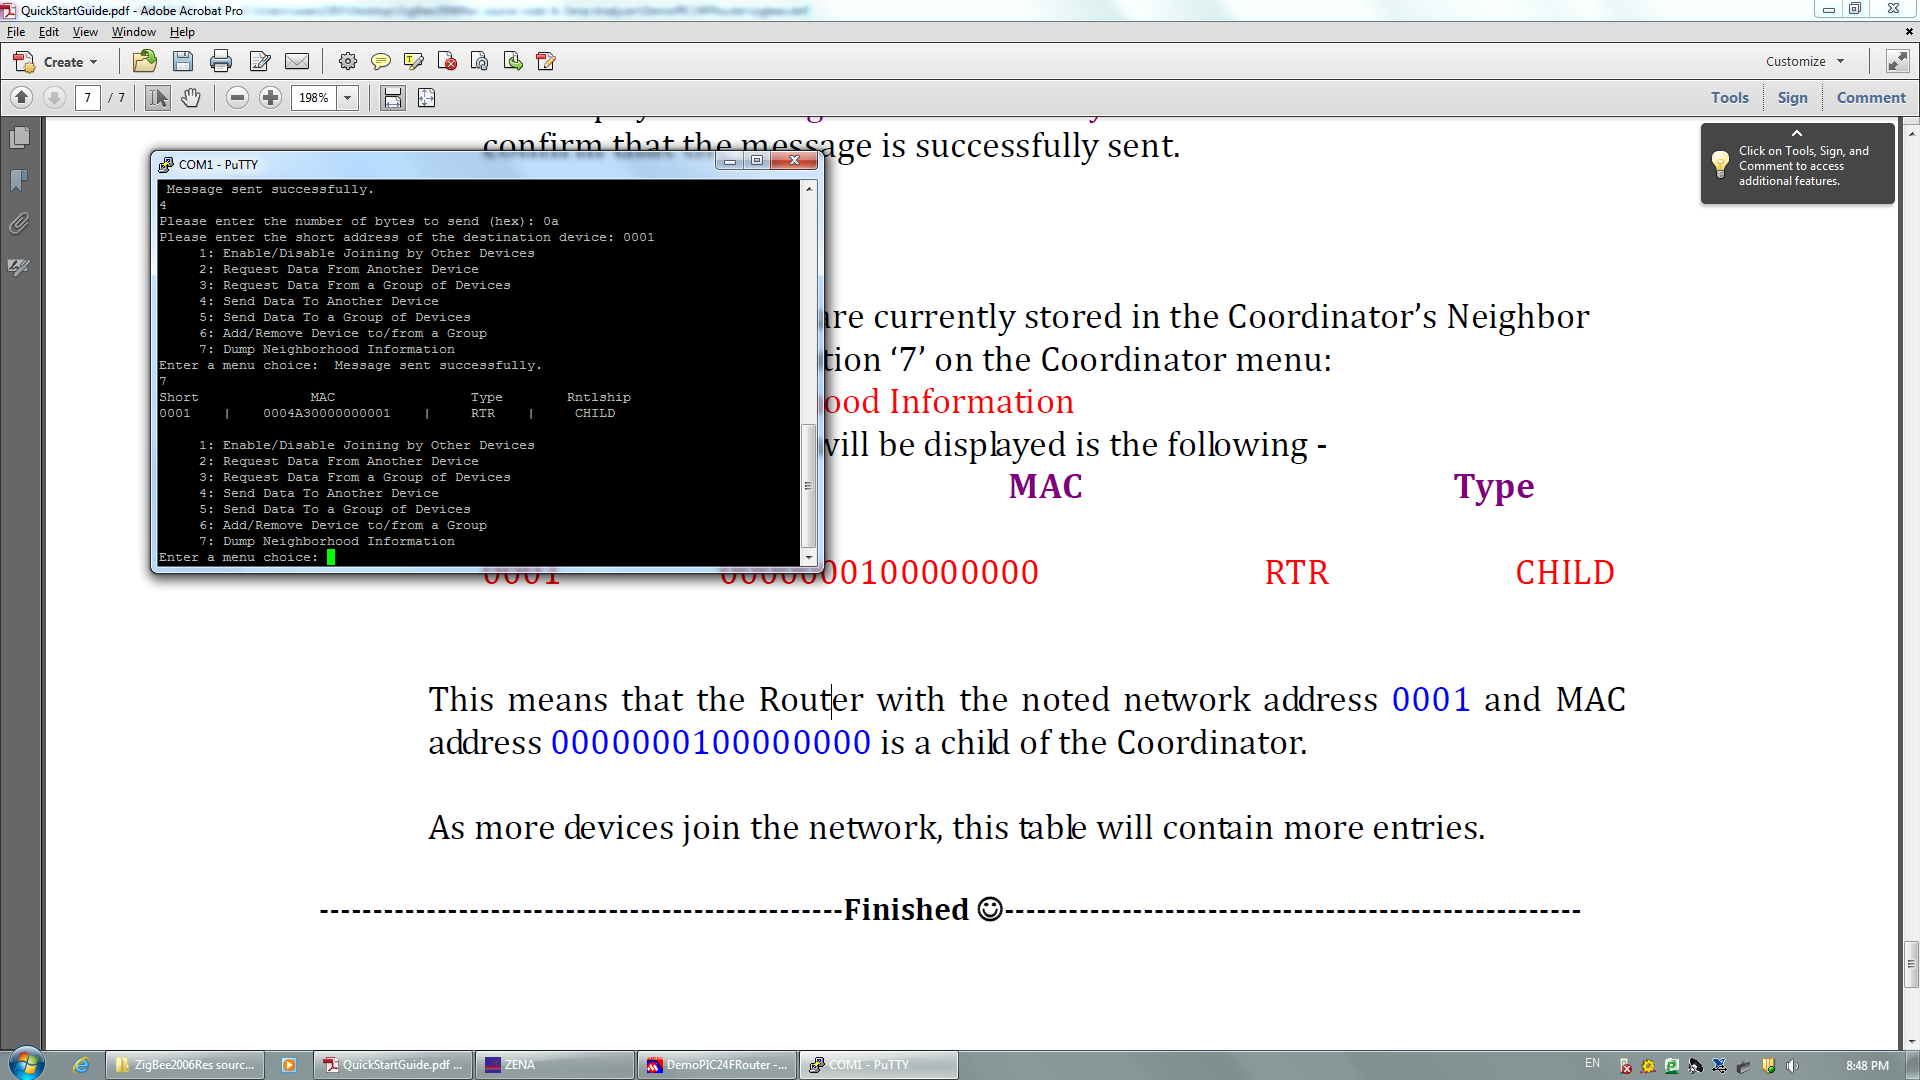 QuickStartGuide.pdf - Adobe Acrobat Pro
File Edit View Window Help
Create
Customize
7 / 7
198%
Tools Sign Comment
confirm that the message is successfully sent.
Click on Tools, Sign, and
Comment to access
additional features.
COM1 - PuTTY
Message sent successfully.
4
Please enter the number of bytes to send (hex): 0a
Please enter the short address of the destination device: 0001
1: Enable/Disable Joining by Other Devices
2: Request Data From Another Device
3: Request Data From a Group of Devices
4: Send Data To Another Device
5: Send Data To a Group of Devices
6: Add/Remove Device to/from a Group
7: Dump Neighborhood Information
Enter a menu choice:  Message sent successfully.
7
Short MAC Type Rntlship
0001 | 0004A30000000001 | RTR | CHILD
1: Enable/Disable Joining by Other Devices
2: Request Data From Another Device
3: Request Data From a Group of Devices
4: Send Data To Another Device
5: Send Data To a Group of Devices
6: Add/Remove Device to/from a Group
7: Dump Neighborhood Information
Enter a menu choice:
are currently stored in the Coordinator’s Neighbor
tion ‘7’ on the Coordinator menu:
ood Information
will be displayed is the following -
MAC Type
0001 0000000100000000 RTR CHILD
This means that the Router with the noted network address 0001 and MAC
address 0000000100000000 is a child of the Coordinator.
As more devices join the network, this table will contain more entries.
-------------------------------------------------Finished ☺------------------------------------------------------
ZigBee2006Res sourc... QuickStartGuide.pdf ... ZENA DemoPIC24FRouter -... COM1 - PuTTY EN 8:48 PM